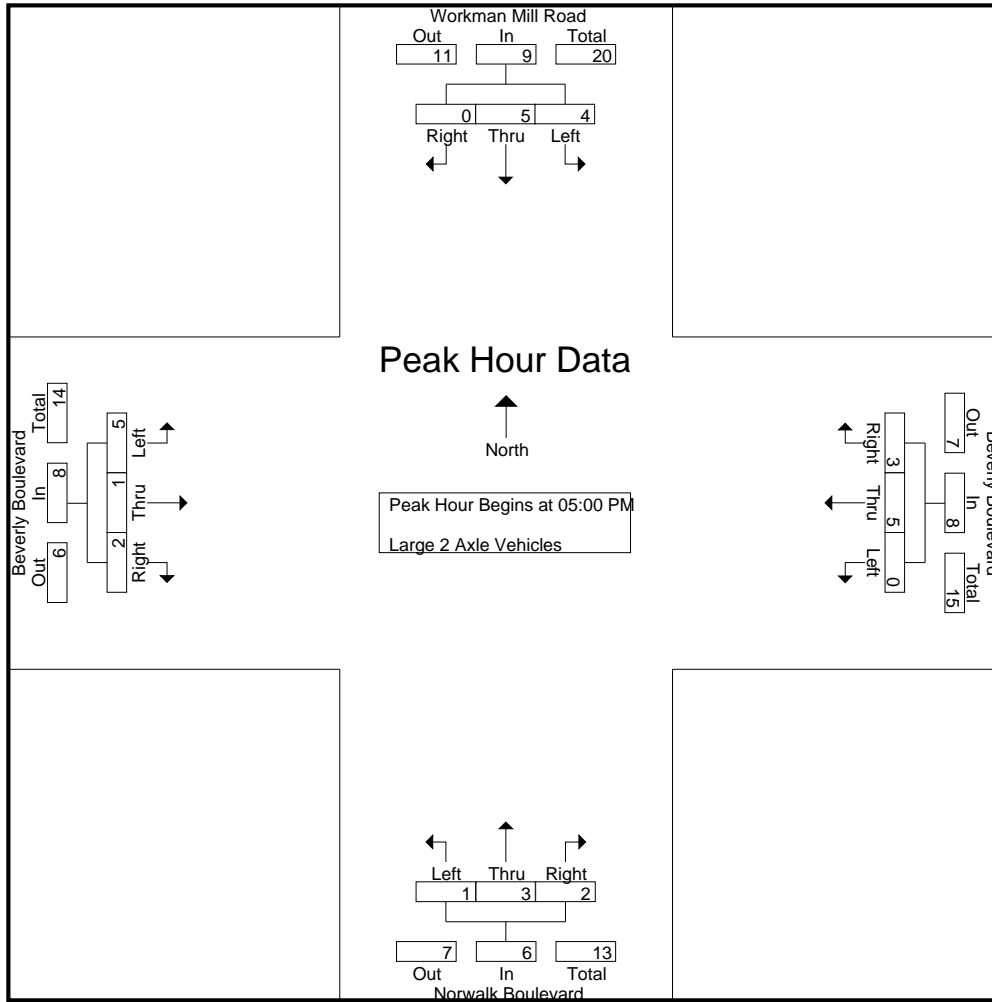 Workman Mill Road
Out In Total
11 9 20
0 5 4
Right Thru Left
Peak Hour Data
North
Peak Hour Begins at 05:00 PM
Large 2 Axle Vehicles
Beverly Boulevard
Total In Out
14 8 6
5 1 2
Left Thru Right
Beverly Boulevard
Out In Total
7 8 15
3 5 0
Right Thru Left
Left Thru Right
1 3 2
7 6 13
Out In Total
Norwalk Boulevard